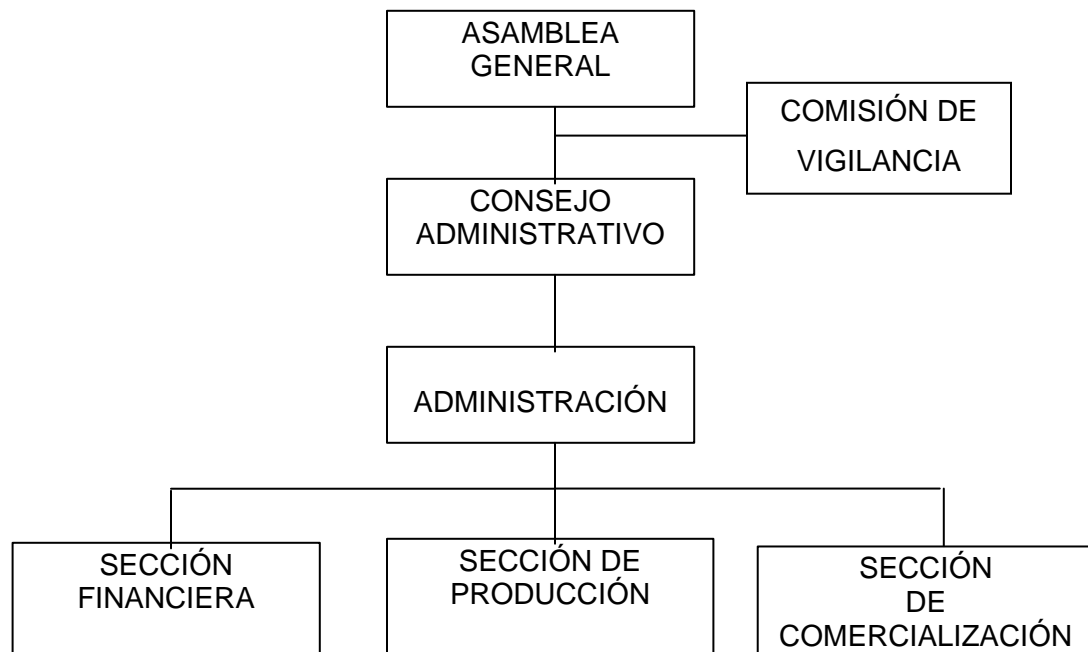 ASAMBLEA
GENERAL
COMISIÓN DE
VIGILANCIA
CONSEJO
ADMINISTRATIVO
ADMINISTRACIÓN
SECCIÓN
FINANCIERA
SECCIÓN DE
PRODUCCIÓN
SECCIÓN
DE
COMERCIALIZACIÓN